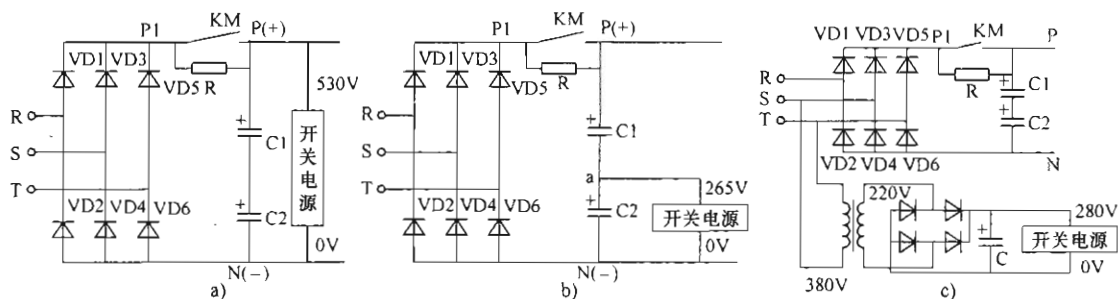 P1
KM
P(+)
VD1
VD3
VD5
R
530V
R
S
T
+
C1
开关电源
VD2
VD4
VD6
+
C2
0V
N(−)
a)
P1
KM
P(+)
VD1
VD3
VD5
R
R
S
T
+
C1
a
265V
+
C2
开关电源
VD2
VD4
VD6
0V
N(−)
b)
c)
VD1
VD3
VD5
P1
KM
P
R
S
T
R
+
C1
+
C2
VD2
VD4
VD6
N
220V
280V
+
C
开关电源
0V
380V